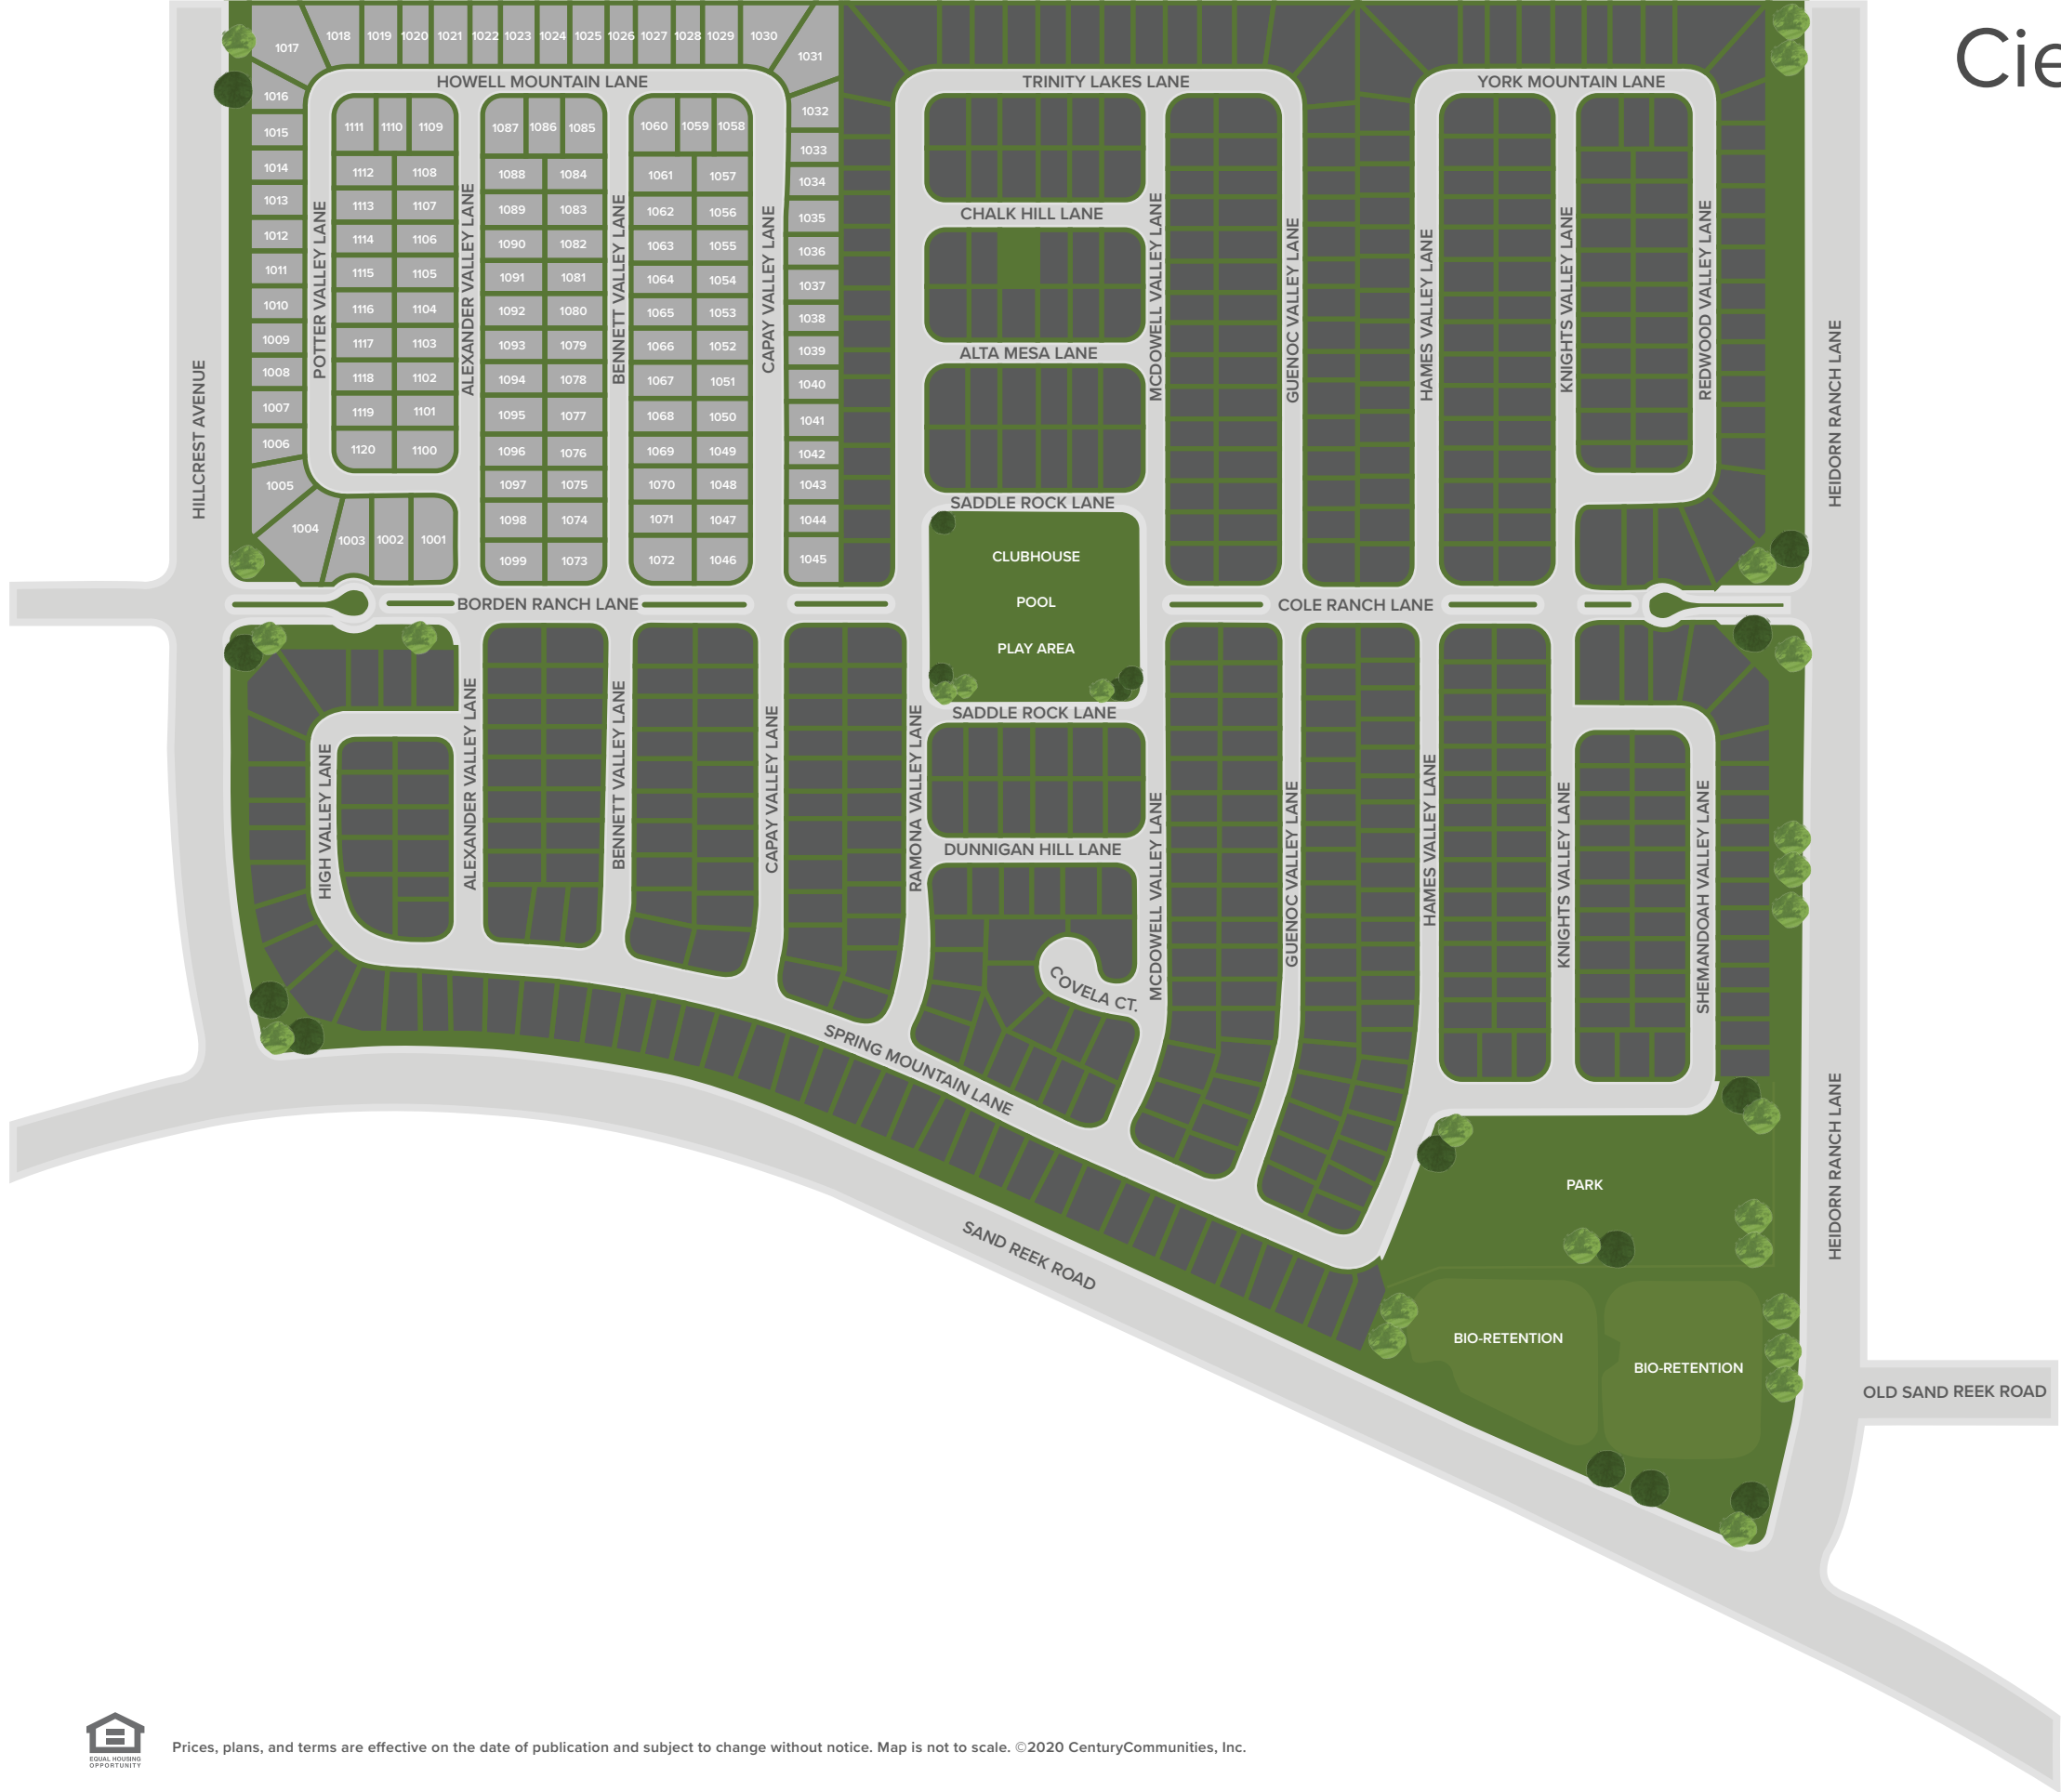 Cie
1017
1018 1019 1020 1021 1022 1023 1024 1025 1026 1027 1028 1029 1030
1031
HOWELL MOUNTAIN LANE
TRINITY LAKES LANE
YORK MOUNTAIN LANE
1016
1015
1014
1013
1012
1011
1010
1009
1008
1007
1006
1005
1004
1003 1002 1001
1111 1110 1109
1112 1108
1113 1107
1114 1106
1115 1105
1116 1104
1117 1103
1118 1102
1119 1101
1120 1100
1087 1086 1085
1088 1084
1089 1083
1090 1082
1091 1081
1092 1080
1093 1079
1094 1078
1095 1077
1096 1076
1097 1075
1098 1074
1099 1073
1060 1059 1058
1061 1057
1062 1056
1063 1055
1064 1054
1065 1053
1066 1052
1067 1051
1068 1050
1069 1049
1070 1048
1071 1047
1072 1046
1032
1033
1034
1035
1036
1037
1038
1039
1040
1041
1042
1043
1044
1045
HILLCREST AVENUE
POTTER VALLEY LANE
ALEXANDER VALLEY LANE
BENNETT VALLEY LANE
CAPAY VALLEY LANE
CHALK HILL LANE
ALTA MESA LANE
SADDLE ROCK LANE
MCDOWELL VALLEY LANE
GUENOC VALLEY LANE
HAMES VALLEY LANE
KNIGHTS VALLEY LANE
REDWOOD VALLEY LANE
HEIDORN RANCH LANE
CLUBHOUSE
POOL
PLAY AREA
BORDEN RANCH LANE
COLE RANCH LANE
HIGH VALLEY LANE
ALEXANDER VALLEY LANE
BENNETT VALLEY LANE
CAPAY VALLEY LANE
RAMONA VALLEY LANE
SADDLE ROCK LANE
DUNNIGAN HILL LANE
COVELA CT.
MCDOWELL VALLEY LANE
GUENOC VALLEY LANE
HAMES VALLEY LANE
KNIGHTS VALLEY LANE
SHEMANDOAH VALLEY LANE
SPRING MOUNTAIN LANE
HEIDORN RANCH LANE
PARK
SAND REEK ROAD
BIO-RETENTION
BIO-RETENTION
OLD SAND REEK ROAD
EQUAL HOUSING
OPPORTUNITY
Prices, plans, and terms are effective on the date of publication and subject to change without notice. Map is not to scale. ©2020 CenturyCommunities, Inc.